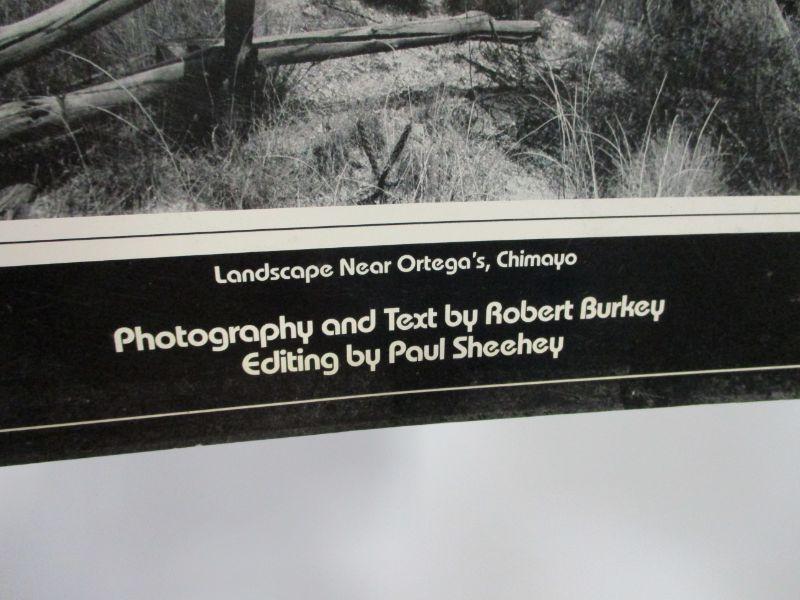 Landscape Near Ortega's, Chimayo
Photography and Text by Robert Burkey
Editing by Paul Sheehey